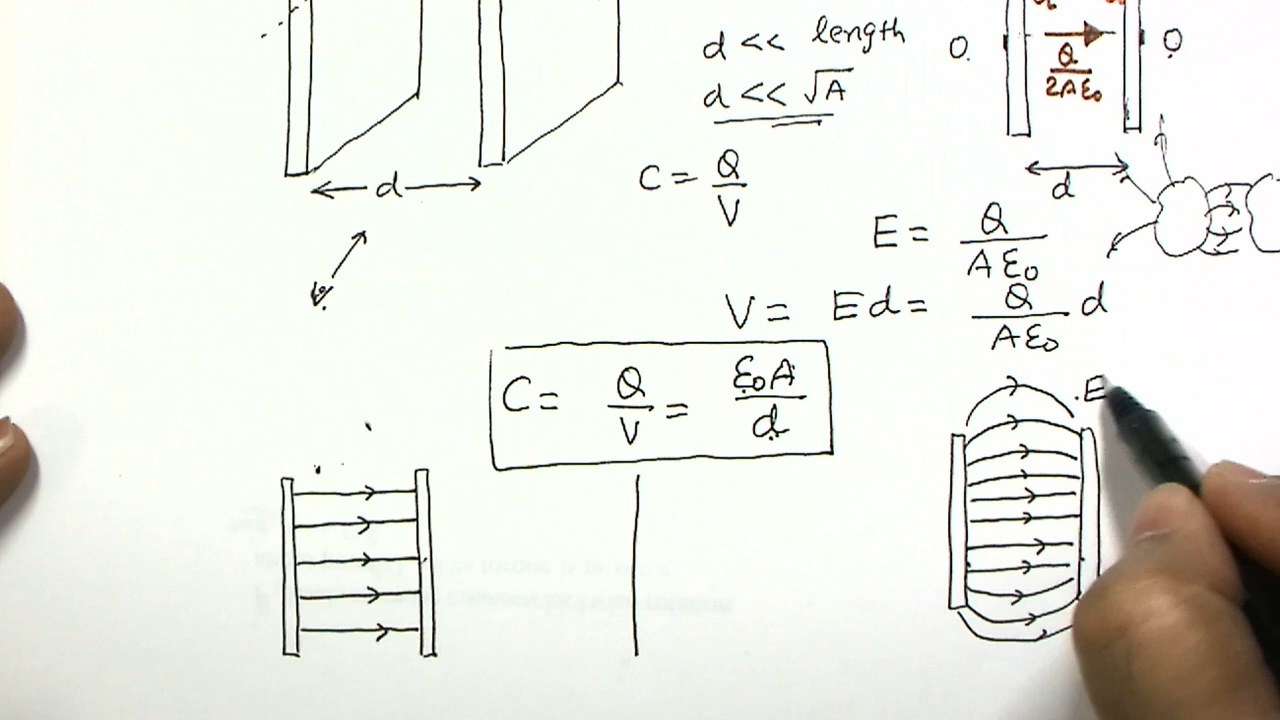 d << length
d << √A
O.
Q/2Aε₀
O
d
d
C = Q/V
E = Q/Aε₀
V = Ed = Q/Aε₀ d
C = Q/V = ε₀A/d
E